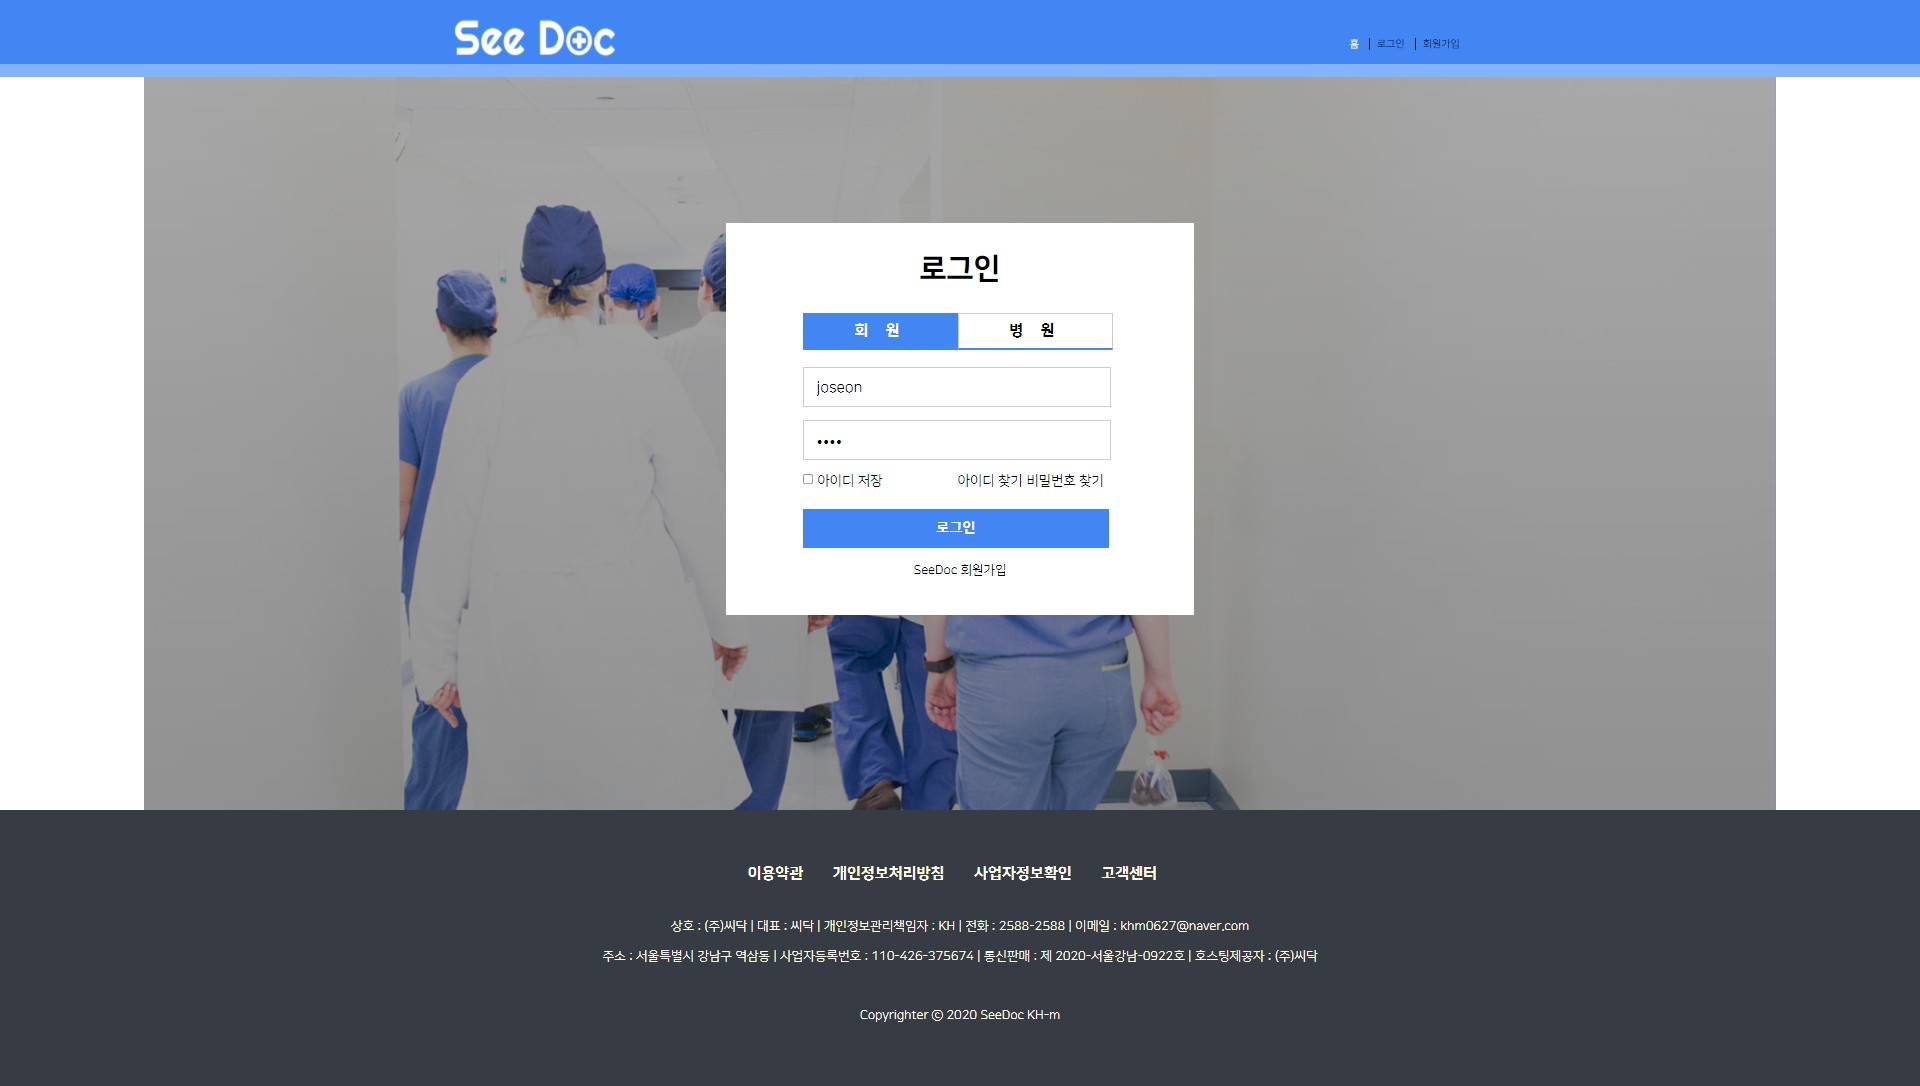 See Doc
홈 | 로그인 | 회원가입
로그인
회 원 병 원
joseon
••••
아이디 저장 아이디 찾기 비밀번호 찾기
로그인
SeeDoc 회원가입
이용약관 개인정보처리방침 사업자정보확인 고객센터
상호 : (주)씨닥 | 대표 : 씨닥 | 개인정보관리책임자 : KH | 전화 : 2588-2588 | 이메일 : khm0627@naver.com
주소 : 서울특별시 강남구 역삼동 | 사업자등록번호 : 110-426-375674 | 통신판매 : 제 2020-서울강남-0922호 | 호스팅제공자 : (주)씨닥
Copyrighter ⓒ 2020 SeeDoc KH-m